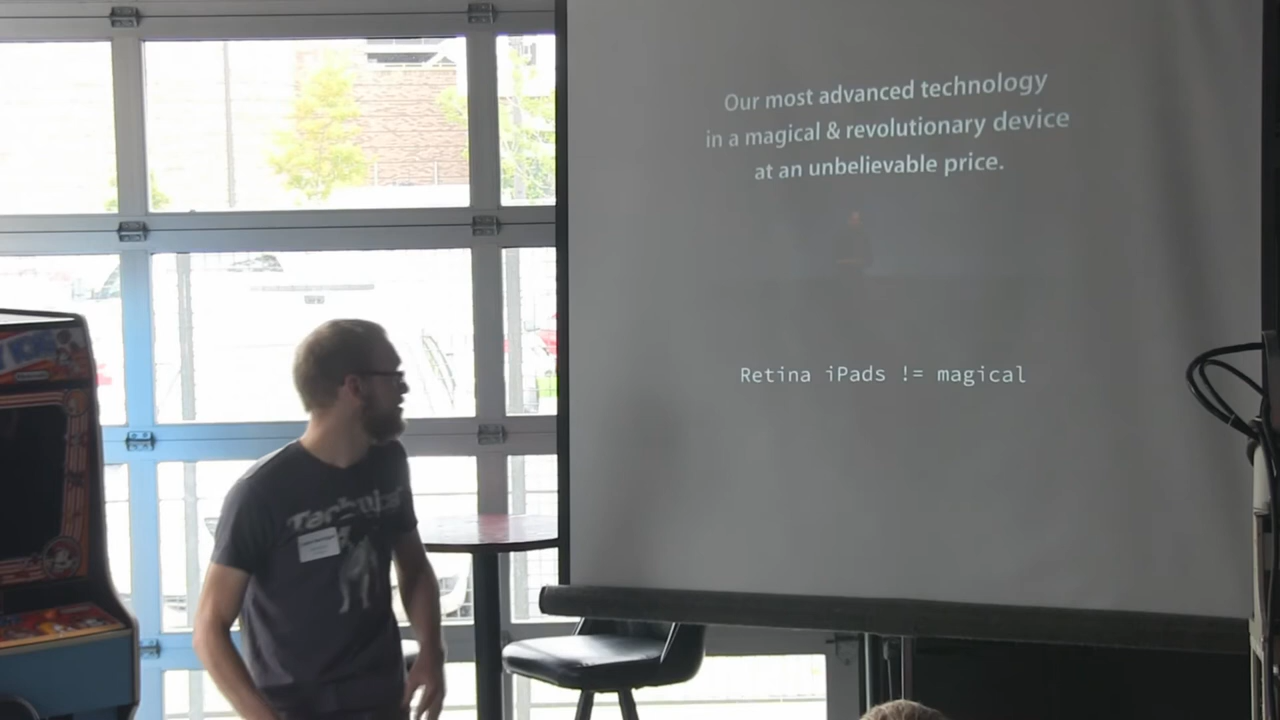 Our most advanced technology
in a magical & revolutionary device
at an unbelievable price.
Retina iPads != magical